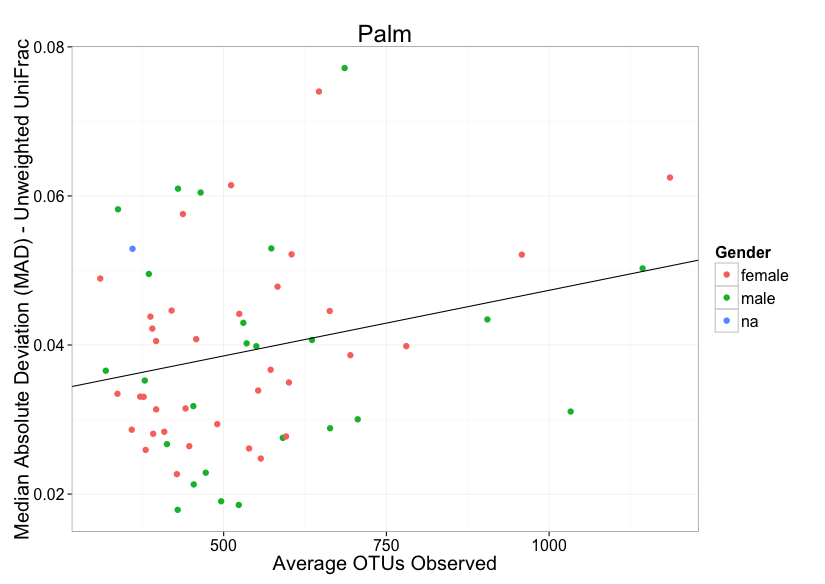 Palm
Median Absolute Deviation (MAD) - Unweighted UniFrac
0.08
0.06
0.04
0.02
500 750 1000
Average OTUs Observed
Gender
female
male
na